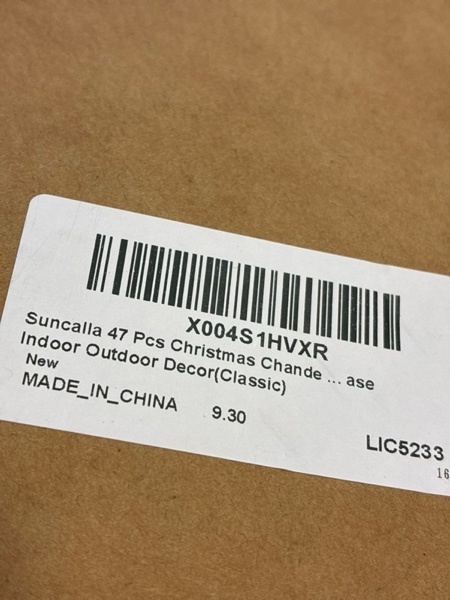 X004S1HVXR
Suncalla 47 Pcs Christmas Chande ... ase
Indoor Outdoor Decor(Classic)
New
MADE_IN_CHINA 9.30
LIC5233
16